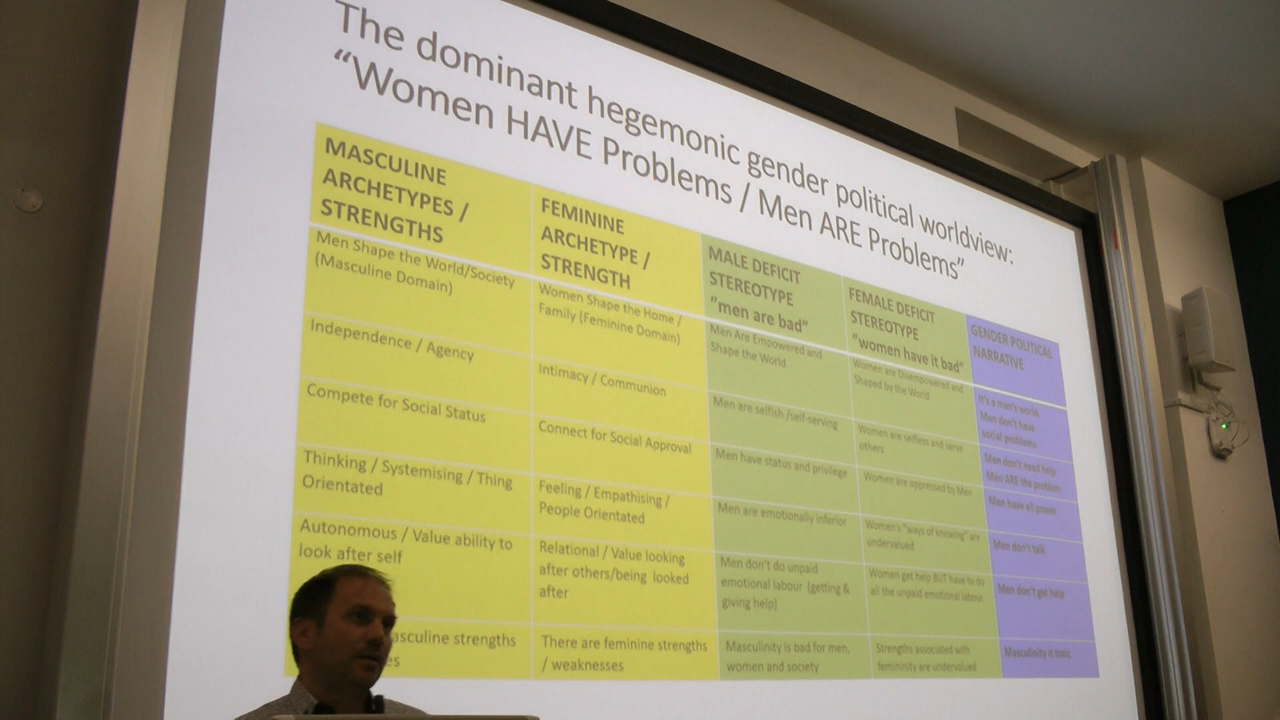 The dominant hegemonic gender political worldview:
“Women HAVE Problems / Men ARE Problems”
MASCULINE
ARCHETYPES /
STRENGTHS
FEMININE
ARCHETYPE /
STRENGTH
MALE DEFICIT
STEREOTYPE
”men are bad”
FEMALE DEFICIT
STEREOTYPE
“women have it bad”
GENDER POLITICAL
NARRATIVE
Men Shape the World/Society
(Masculine Domain)
Women Shape the Home /
Family (Feminine Domain)
Men Are Empowered and
Shape the World
Women are Disempowered and
Shaped by the World
It's a man's world.
Men don't have
social problems
Independence / Agency
Intimacy / Communion
Men are selfish /self-serving
Women are selfless and serve
others
Men don't need help,
Men ARE the problem
Compete for Social Status
Connect for Social Approval
Men have status and privilege
Women are oppressed by Men
Men have all power
Thinking / Systemising / Thing
Orientated
Feeling / Empathising /
People Orientated
Men are emotionally inferior
Women's “ways of knowing” are
undervalued
Men don't talk
Autonomous / Value ability to
look after self
Relational / Value looking
after others/being looked
after
Men don't do unpaid
emotional labour (getting &
giving help)
Women get help BUT have to do
all the unpaid emotional labour.
Men don't get help
asculine strengths
es
There are feminine strengths
/ weaknesses
Masculinity is bad for men,
women and society
Strengths associated with
femininity are undervalued
Masculinity is toxic